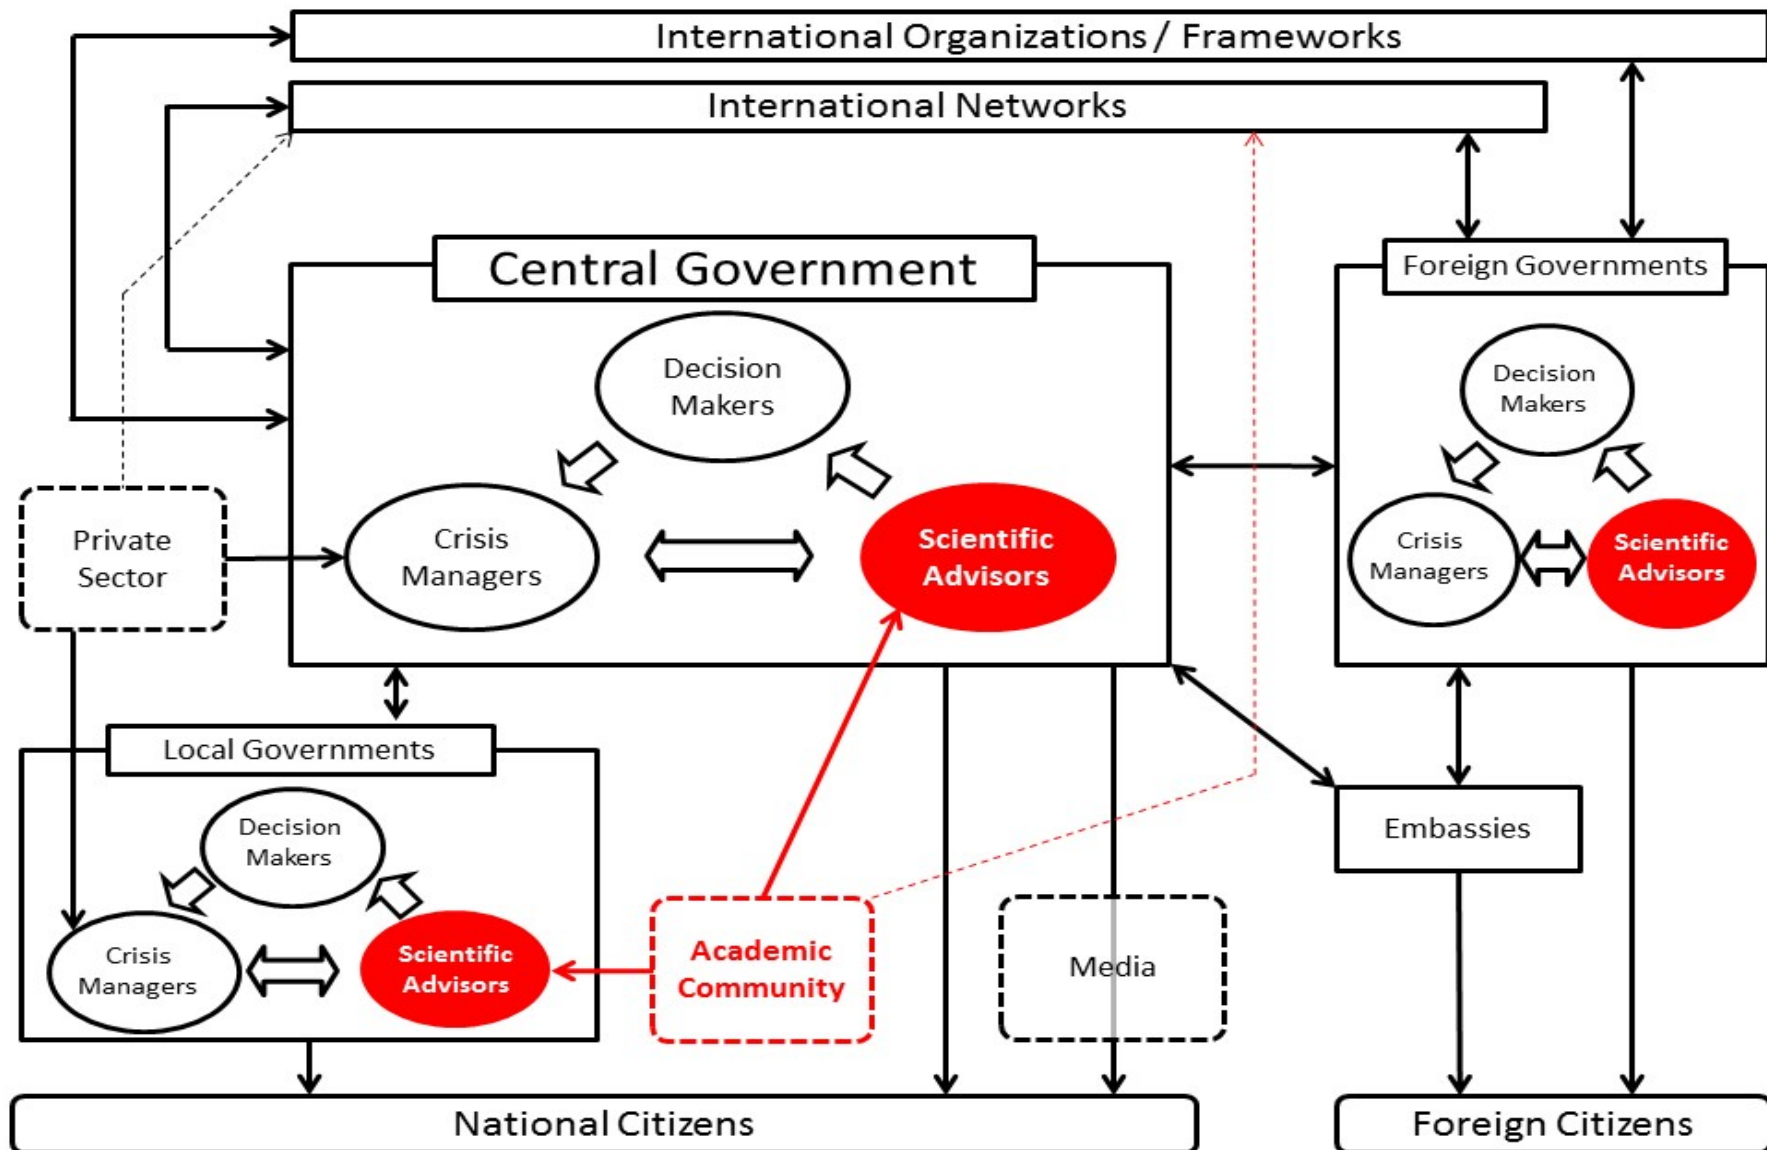 International Organizations / Frameworks
International Networks
Central Government
Foreign Governments
Decision
Makers
Decision
Makers
Crisis
Managers
Scientific
Advisors
Crisis
Managers
Scientific
Advisors
Private
Sector
Local Governments
Decision
Makers
Crisis
Managers
Scientific
Advisors
Academic
Community
Media
Embassies
National Citizens
Foreign Citizens